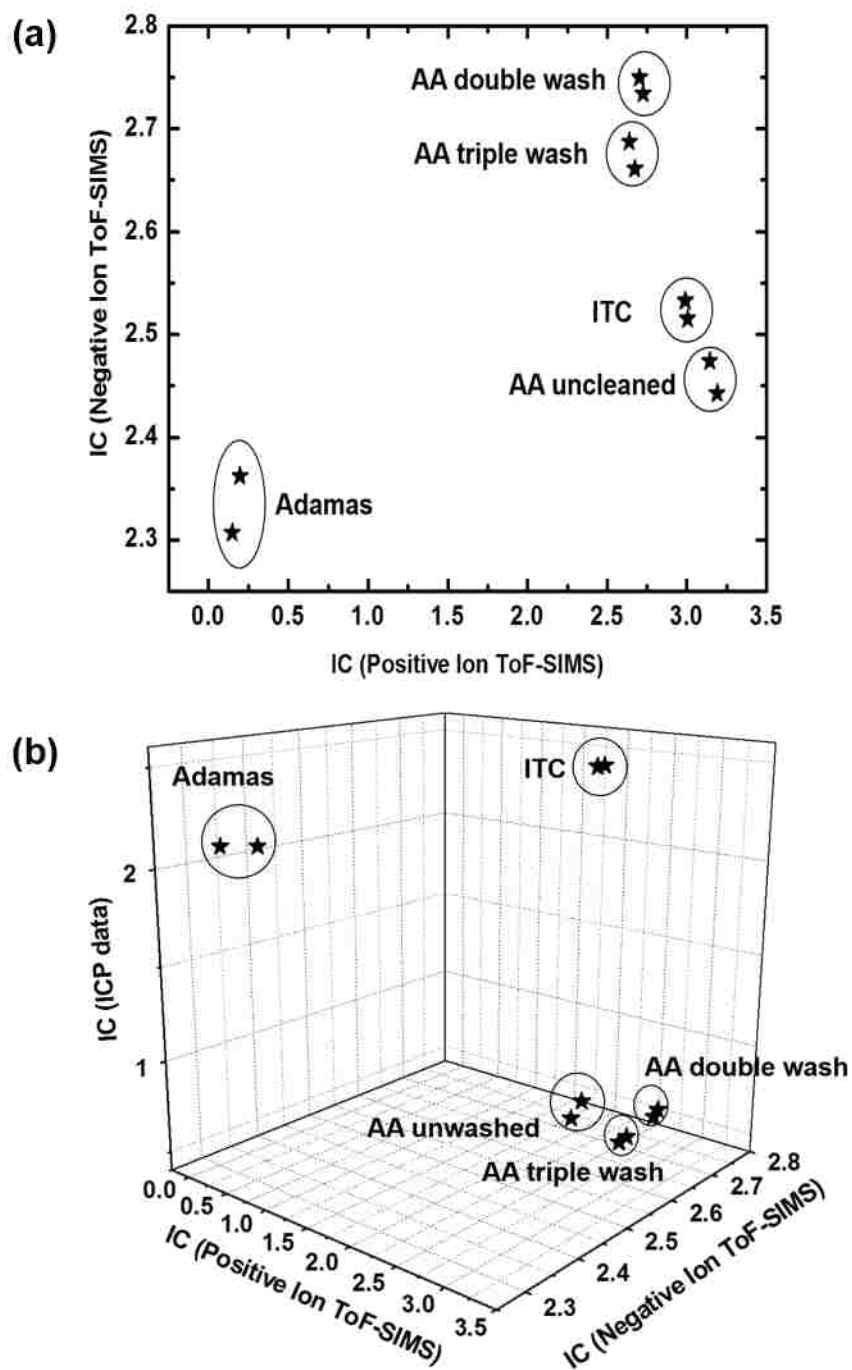 (a)
2.8
2.7
2.6
2.5
2.4
2.3
IC (Negative Ion ToF-SIMS)
AA double wash
AA triple wash
ITC
AA uncleaned
Adamas
0.0 0.5 1.0 1.5 2.0 2.5 3.0 3.5
IC (Positive Ion ToF-SIMS)
(b)
Adamas
ITC
2
1
IC (ICP data)
AA double wash
AA unwashed
AA triple wash
0.0 0.5 1.0 1.5 2.0 2.5 3.0 3.5
IC (Positive Ion ToF-SIMS)
2.3 2.4 2.5 2.6 2.7 2.8
IC (Negative Ion ToF-SIMS)